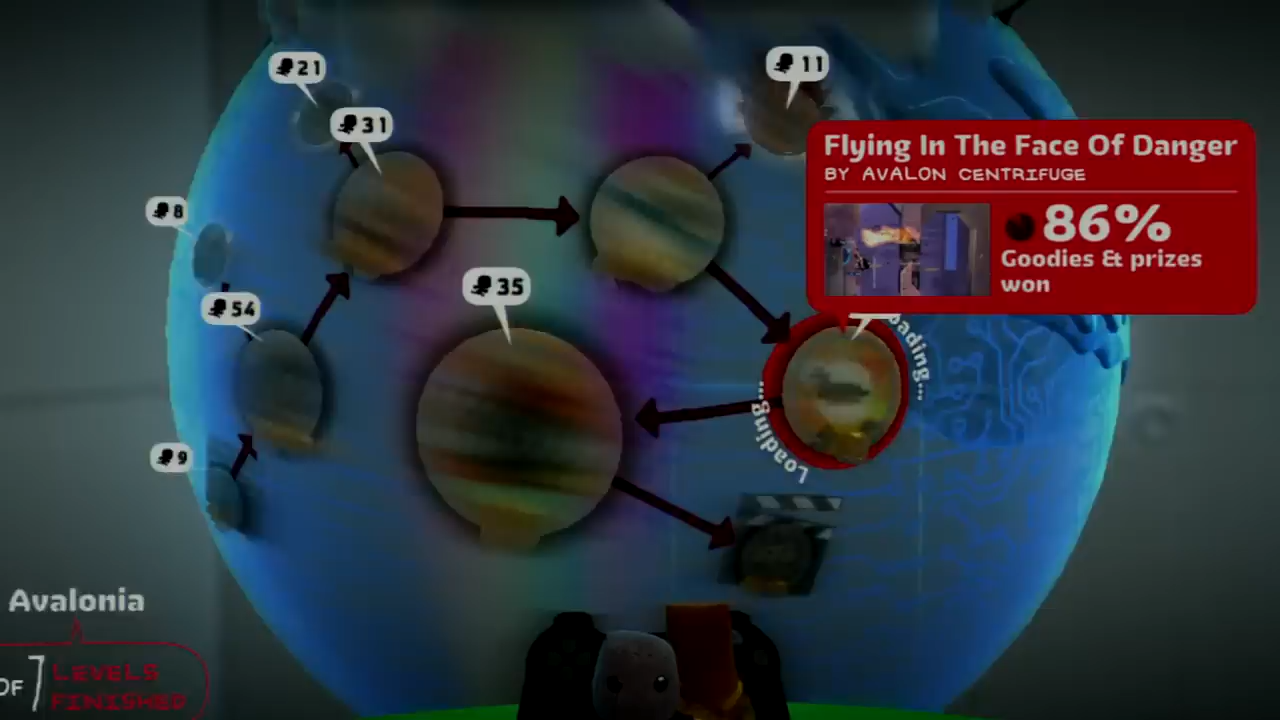 21
11
31
Flying In The Face Of Danger
BY AVALON CENTRIFUGE
8
86%
Goodies & prizes
won
35
54
Loading...
Loading...
9
Avalonia
OF 7 LEVELS
FINISHED